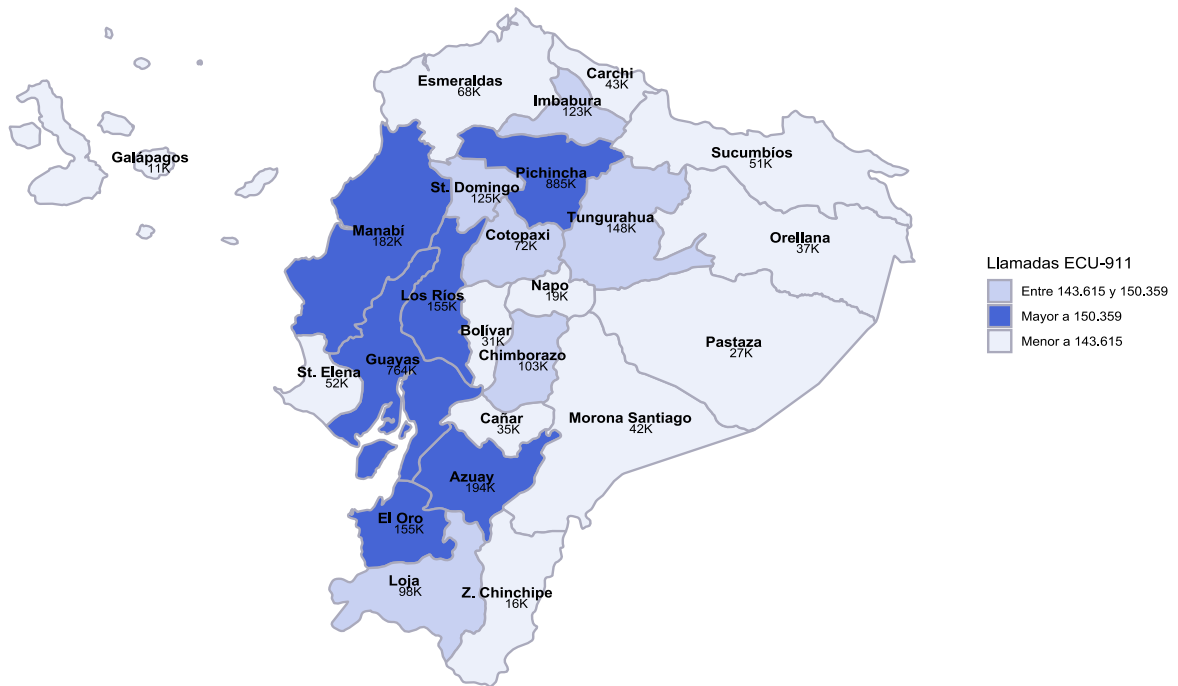 Esmeraldas
68K
Carchi
43K
Imbabura
123K
Galápagos
11K
Sucumbíos
51K
Pichincha
885K
St. Domingo
125K
Tungurahua
148K
Manabí
182K
Cotopaxi
72K
Orellana
37K
Napo
19K
Los Ríos
155K
Bolívar
31K
Pastaza
27K
Chimborazo
103K
Guayas
764K
St. Elena
52K
Cañar
35K
Morona Santiago
42K
Azuay
194K
El Oro
155K
Loja
98K
Z. Chinchipe
16K
Llamadas ECU-911
Entre 143.615 y 150.359
Mayor a 150.359
Menor a 143.615